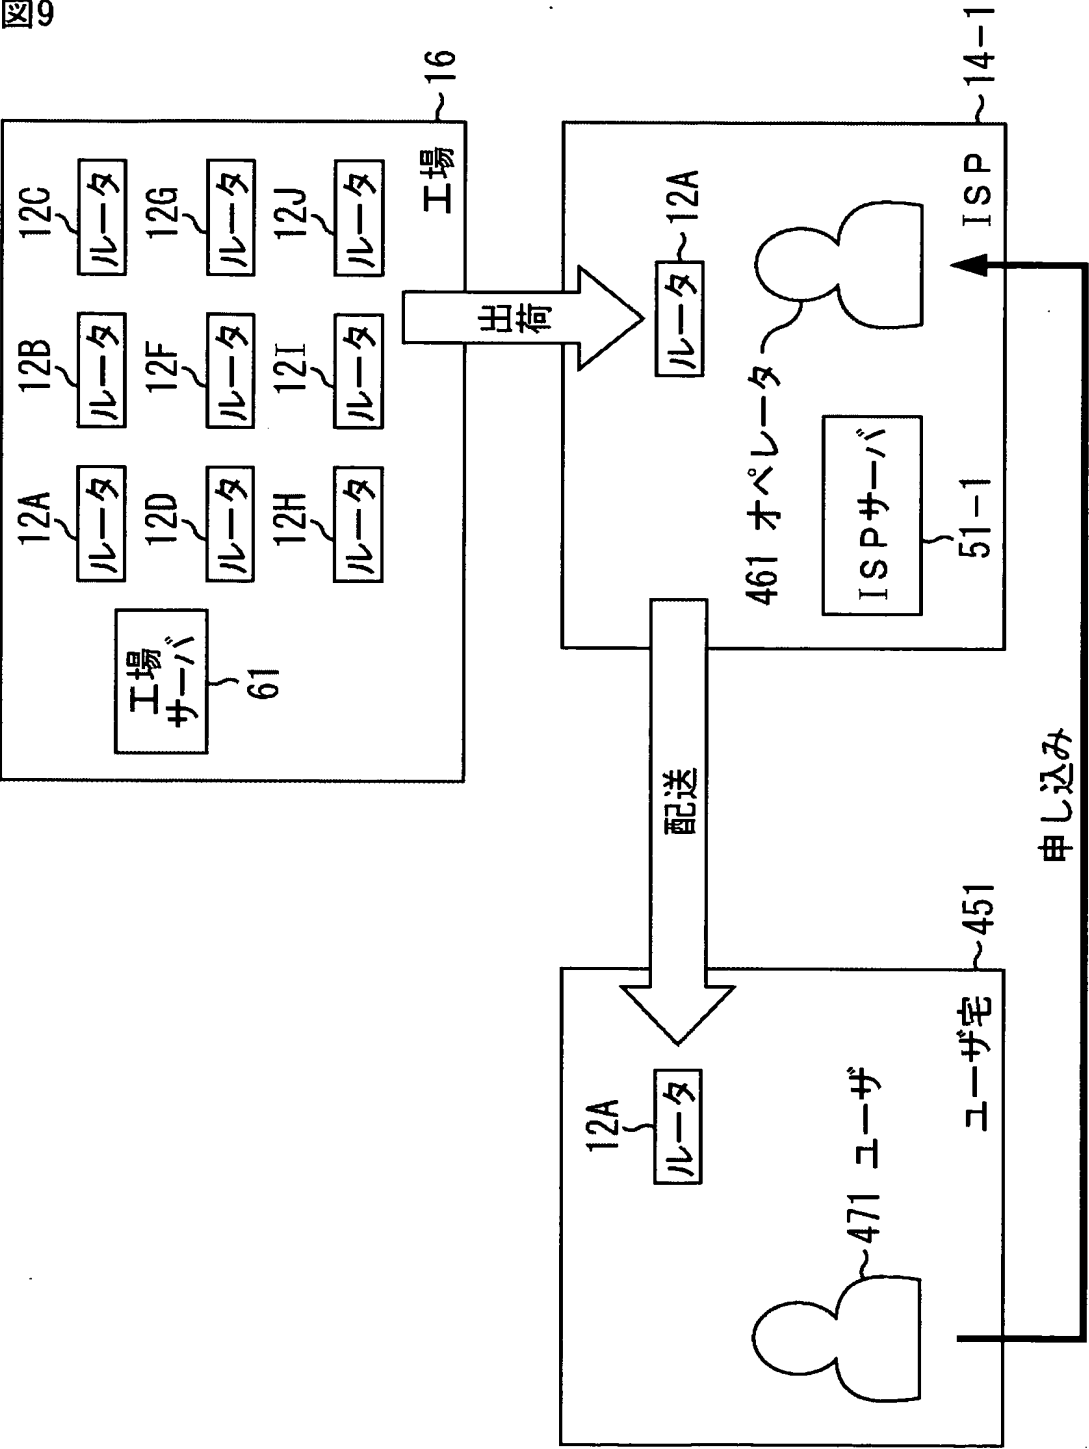 図9
工場
サーバ
61
12A
ルータ
12B
ルータ
12C
ルータ
12D
ルータ
12F
ルータ
12G
ルータ
12H
ルータ
12I
ルータ
12J
ルータ
工場
16
出荷
配送
ルータ
12A
461 オペレータ
ISPサーバ
51-1
ISP
14-1
12A
ルータ
471 ユーザ
ユーザ宅
451
申し込み